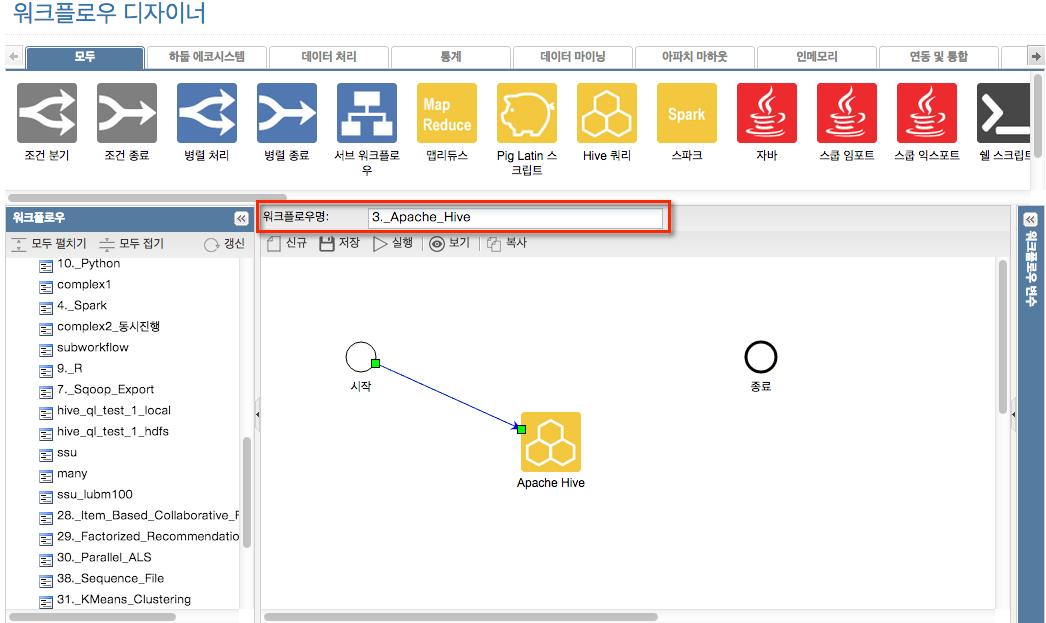 워크플로우 디자이너
모두
하둡 에코시스템
데이터 처리
통계
데이터 마이닝
아파치 마하웃
인메모리
연동 및 통합
Map
Reduce
Spark
조건 분기
조건 종료
병렬 처리
병렬 종료
서브 워크플로
우
맵리듀스
Pig Latin 스
크립트
Hive 쿼리
스파크
자바
스쿱 임포트
스쿱 익스포트
쉘 스크립트
워크플로우
워크플로우명:
3._Apache_Hive
모두 펼치기
모두 접기
갱신
신규
저장
실행
보기
복사
워크플로우 변수
10._Python
complex1
4._Spark
complex2_동시진행
subworkflow
9._R
7._Sqoop_Export
hive_ql_test_1_local
hive_ql_test_1_hdfs
ssu
many
ssu_lubm100
28._Item_Based_Collaborative_F
29._Factorized_Recommendatio
30._Parallel_ALS
38._Sequence_File
31._KMeans_Clustering
시작
종료
Apache Hive